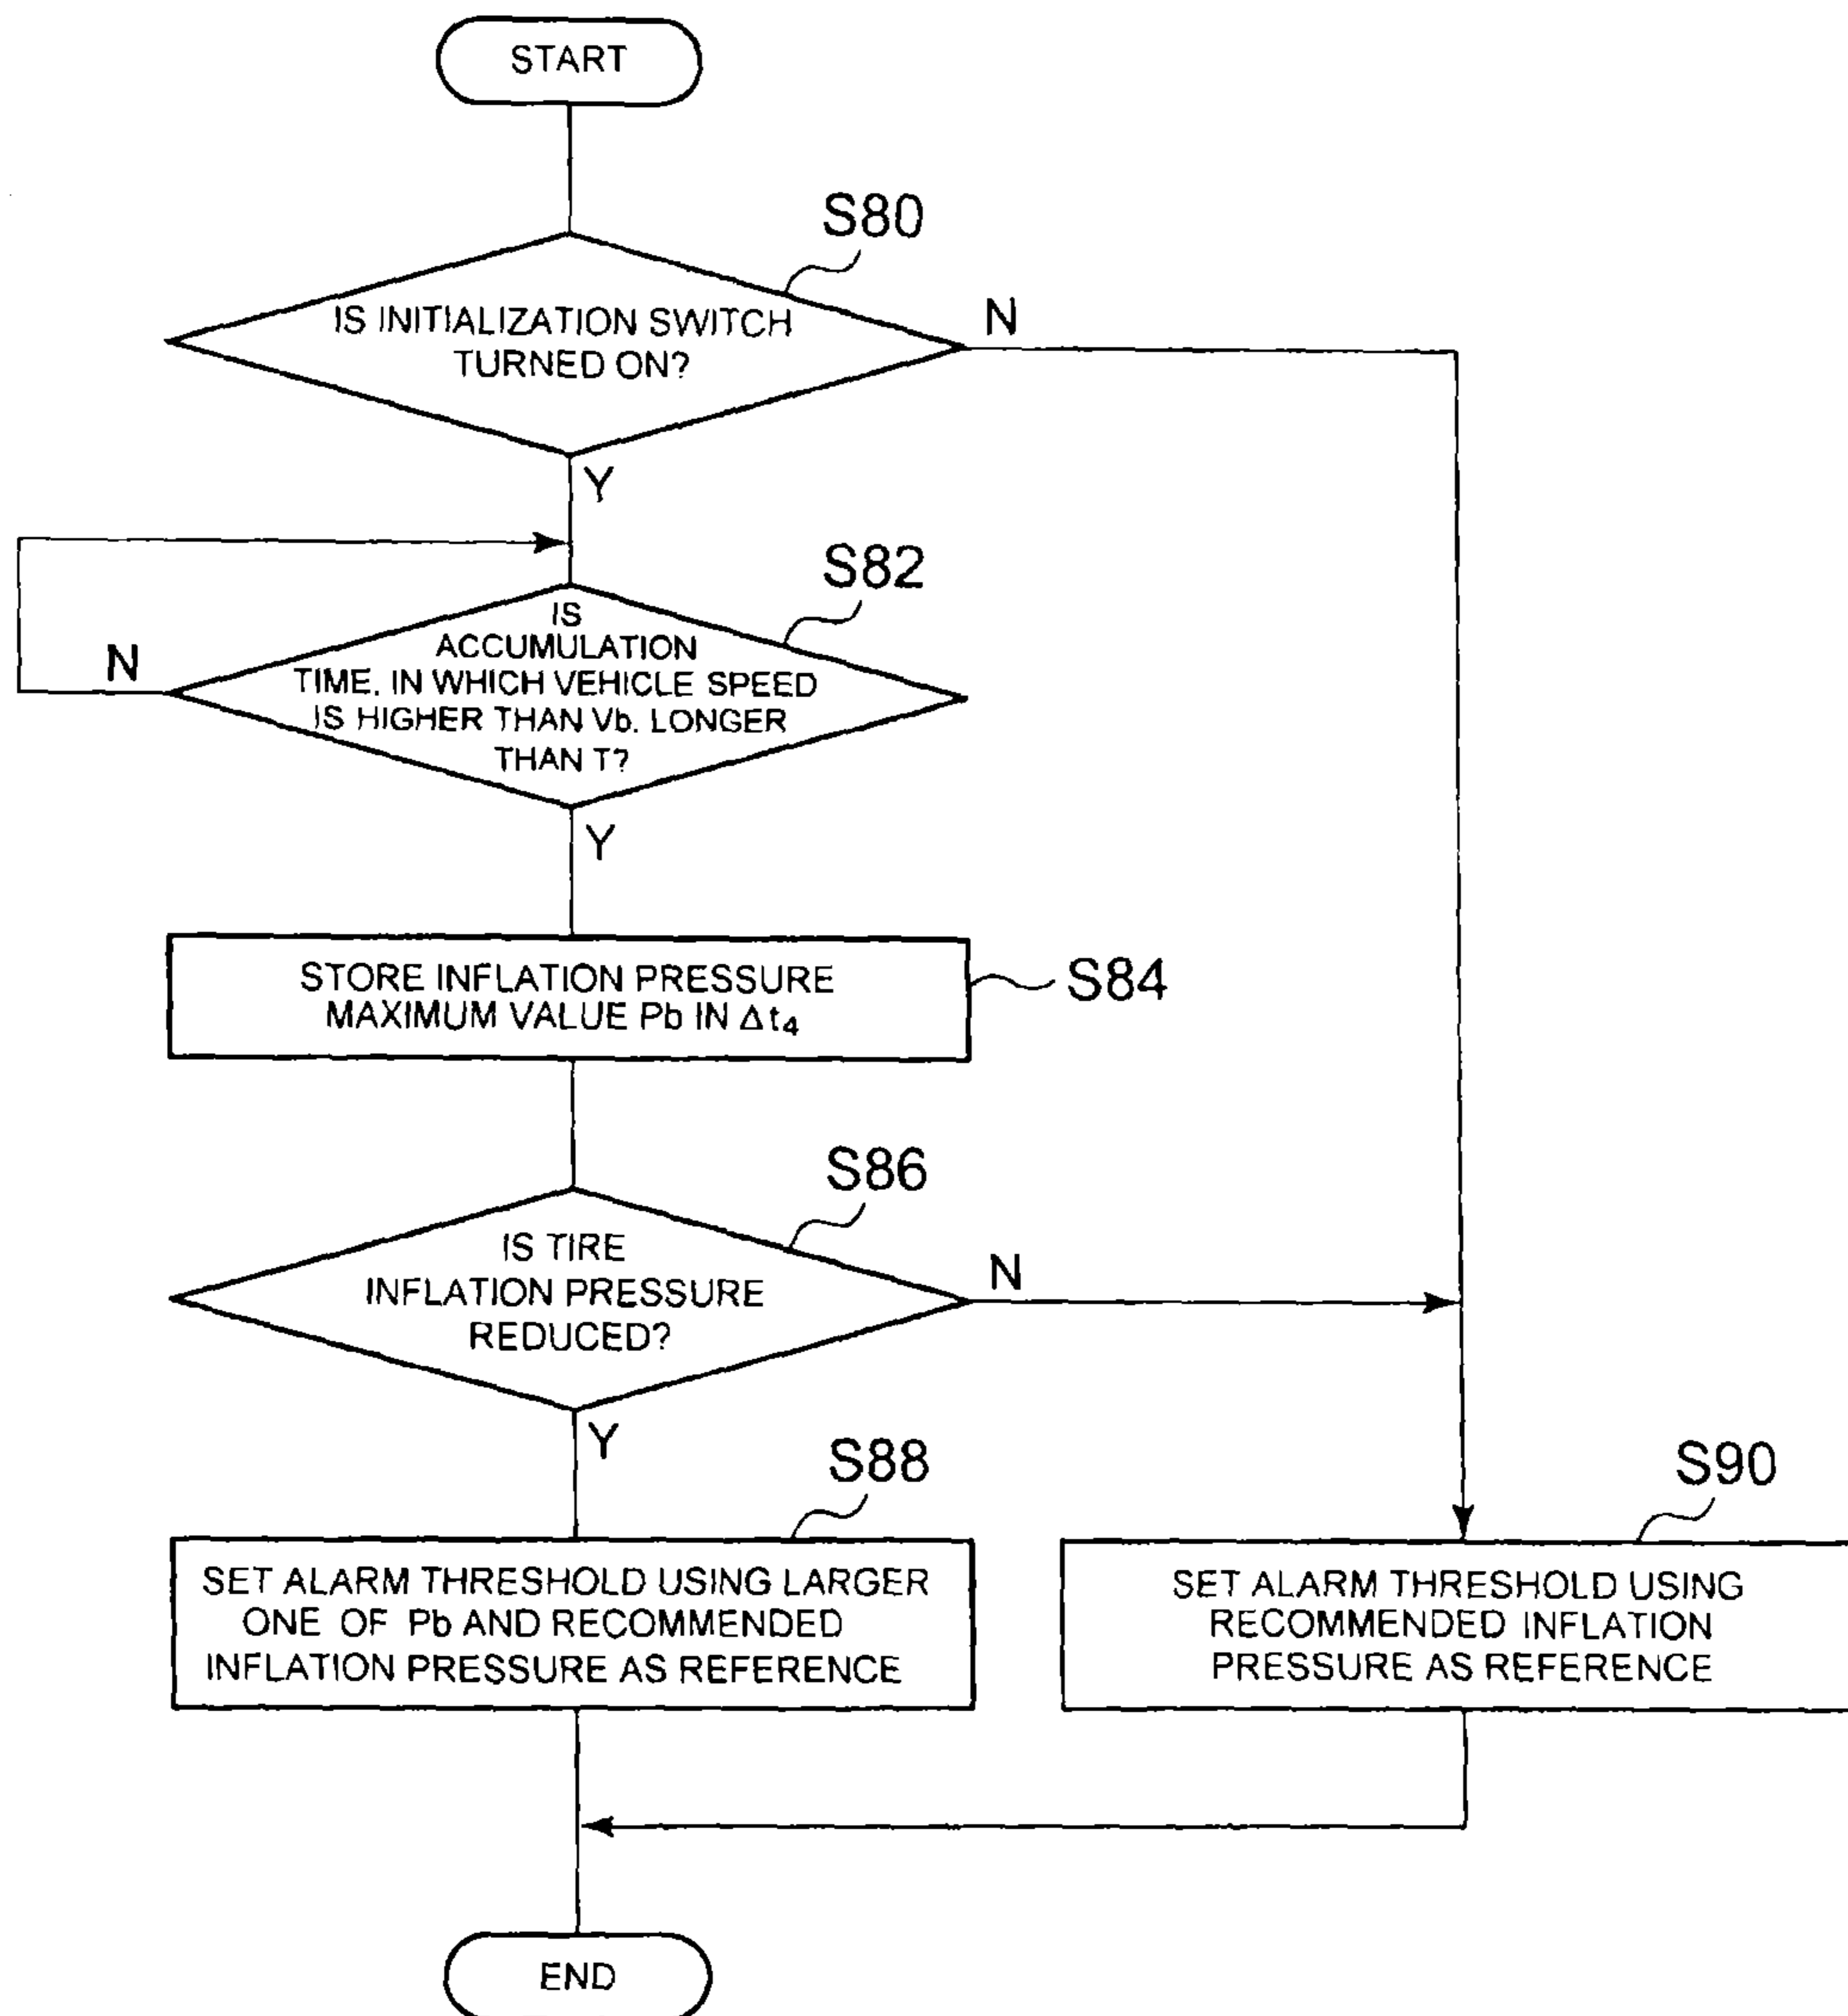 START
S80
IS INITIALIZATION SWITCH
TURNED ON?
N
Y
S82
IS
ACCUMULATION
TIME, IN WHICH VEHICLE SPEED
IS HIGHER THAN Vb, LONGER
THAN T?
N
Y
STORE INFLATION PRESSURE
MAXIMUM VALUE Pb IN Δt₄
S84
S86
IS TIRE
INFLATION PRESSURE
REDUCED?
N
Y
S88
SET ALARM THRESHOLD USING LARGER
ONE OF Pb AND RECOMMENDED
INFLATION PRESSURE AS REFERENCE
S90
SET ALARM THRESHOLD USING
RECOMMENDED INFLATION
PRESSURE AS REFERENCE
END